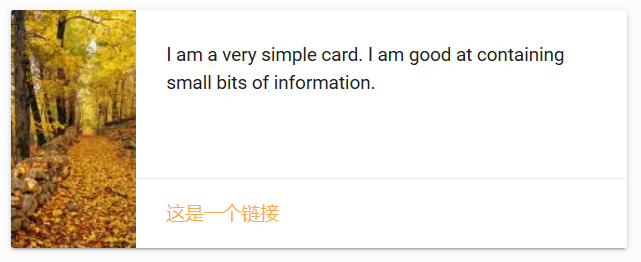 I am a very simple card. I am good at containing
small bits of information.
这是一个链接